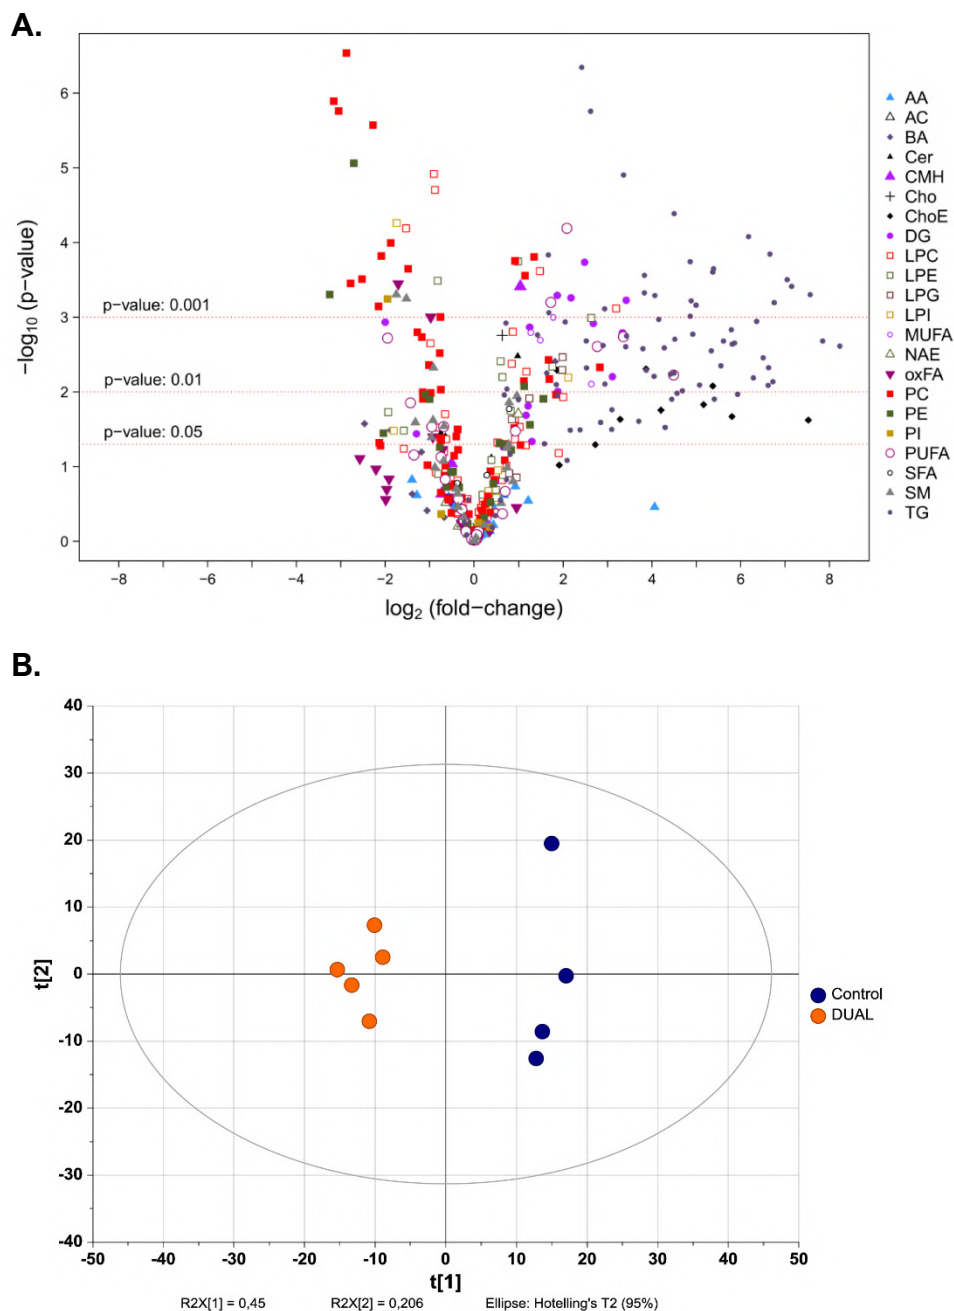 A.
−log10 (p−value)
6
5
4
3
2
1
0
p−value: 0.001
p−value: 0.01
p−value: 0.05
−8
−6
−4
−2
0
2
4
6
8
log2 (fold−change)
AA
AC
BA
Cer
CMH
Cho
ChoE
DG
LPC
LPE
LPG
LPI
MUFA
NAE
oxFA
PC
PE
PI
PUFA
SFA
SM
TG
B.
t[2]
40
30
20
10
0
-10
-20
-30
-40
-50
-40
-30
-20
-10
0
10
20
30
40
50
t[1]
Control
DUAL
R2X[1] = 0,45
R2X[2] = 0,206
Ellipse: Hotelling's T2 (95%)